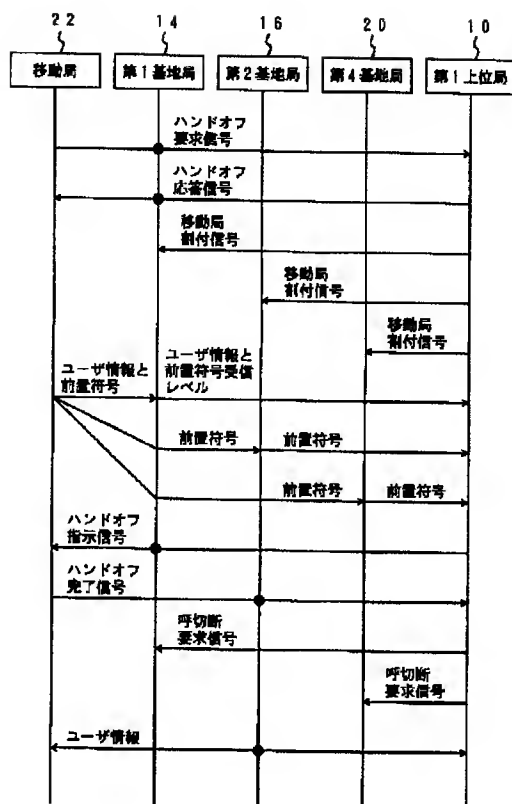 22 14 16 20 10
移動局 第1基地局 第2基地局 第4基地局 第1上位局
ハンドオフ
要求信号
ハンドオフ
応答信号
移動局
割付信号
移動局
割付信号
移動局
割付信号
ユーザ情報と
前置符号
ユーザ情報と
前置符号受信
レベル
前置符号 前置符号
前置符号 前置符号
ハンドオフ
指示信号
ハンドオフ
完了信号
呼切断
要求信号
呼切断
要求信号
ユーザ情報